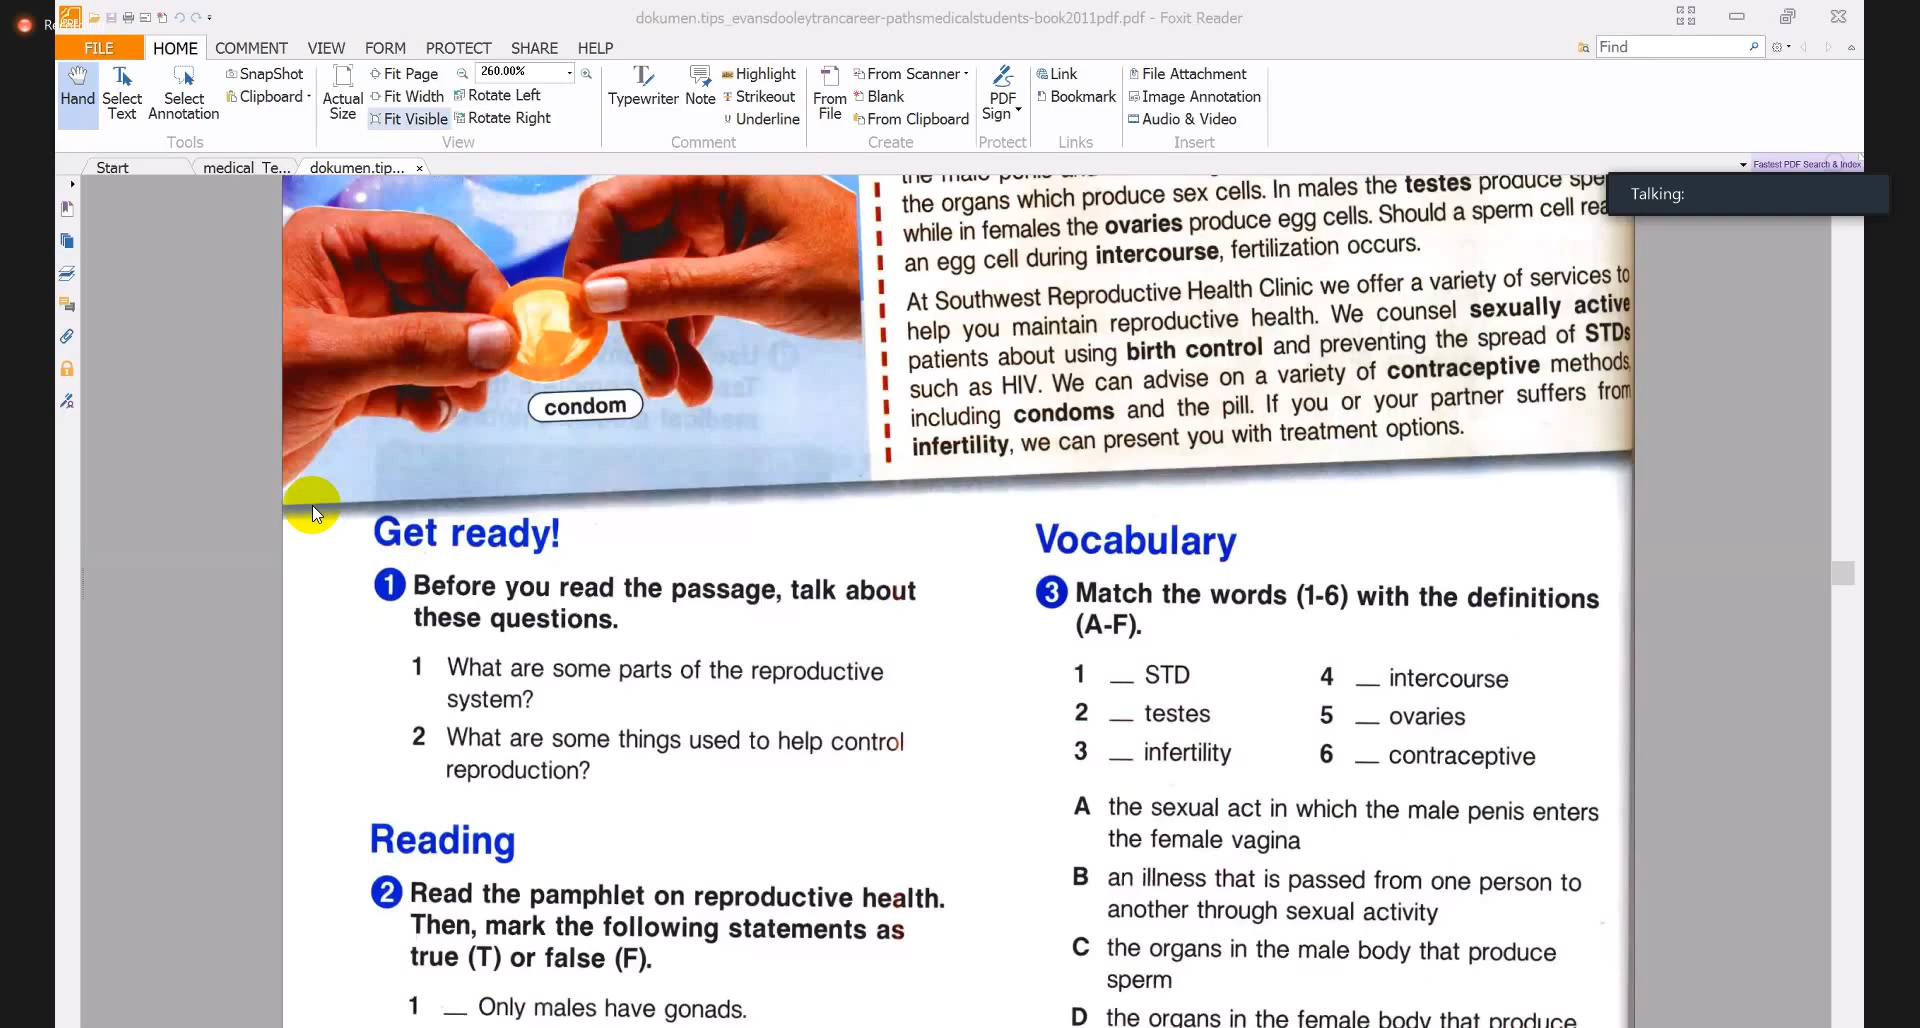 dokumen.tips_evansdooleytrancareer-pathsmedicalstudents-book2011pdf.pdf - Foxit Reader
FILE HOME COMMENT VIEW FORM PROTECT SHARE HELP
Find
Hand
Select Text
Select Annotation
SnapShot
Clipboard
Tools
Actual Size
Fit Page
Fit Width
Fit Visible
260.00%
Rotate Left
Rotate Right
View
Typewriter
Note
Highlight
Strikeout
Underline
Comment
From File
From Scanner
Blank
From Clipboard
Create
PDF Sign
Protect
Link
Bookmark
Links
File Attachment
Image Annotation
Audio & Video
Insert
Start
medical_Te...
dokumen.tip...
Fastest PDF Search & Index
Talking:
the organs which produce sex cells. In males the testes produce
while in females the ovaries produce egg cells. Should a sperm cell
an egg cell during intercourse, fertilization occurs.
At Southwest Reproductive Health Clinic we offer a variety of services to
help you maintain reproductive health. We counsel sexually active
patients about using birth control and preventing the spread of STDs
such as HIV. We can advise on a variety of contraceptive methods,
including condoms and the pill. If you or your partner suffers from
infertility, we can present you with treatment options.
condom
Get ready!
1 Before you read the passage, talk about
these questions.
1 What are some parts of the reproductive
system?
2 What are some things used to help control
reproduction?
Reading
2 Read the pamphlet on reproductive health.
Then, mark the following statements as
true (T) or false (F).
1 __ Only males have gonads.
Vocabulary
3 Match the words (1-6) with the definitions
(A-F).
1 __ STD
2 __ testes
3 __ infertility
4 __ intercourse
5 __ ovaries
6 __ contraceptive
A the sexual act in which the male penis enters
the female vagina
B an illness that is passed from one person to
another through sexual activity
C the organs in the male body that produce
sperm
D the organs in the female body that produce